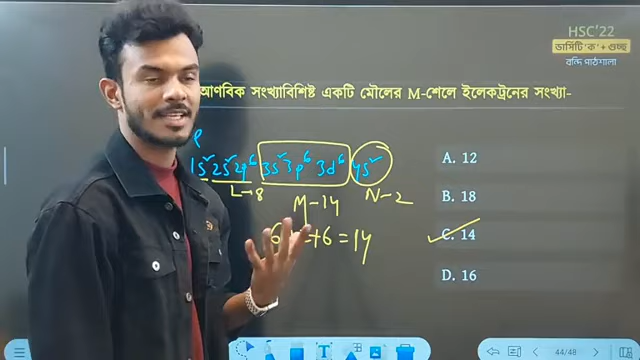 HSC'22
ভার্সিটি 'ক' + গুচ্ছ
বন্দি পাঠশালা
আণবিক সংখ্যাবিশিষ্ট একটি মৌলের M-শেলে ইলেকট্রনের সংখ্যা-
1s² 2s² 2p⁶ 3s² 3p⁶ 3d⁶ 4s²
L→8
N-2
M-14
+6=14
A. 12
B. 18
C. 14
D. 16
44/48